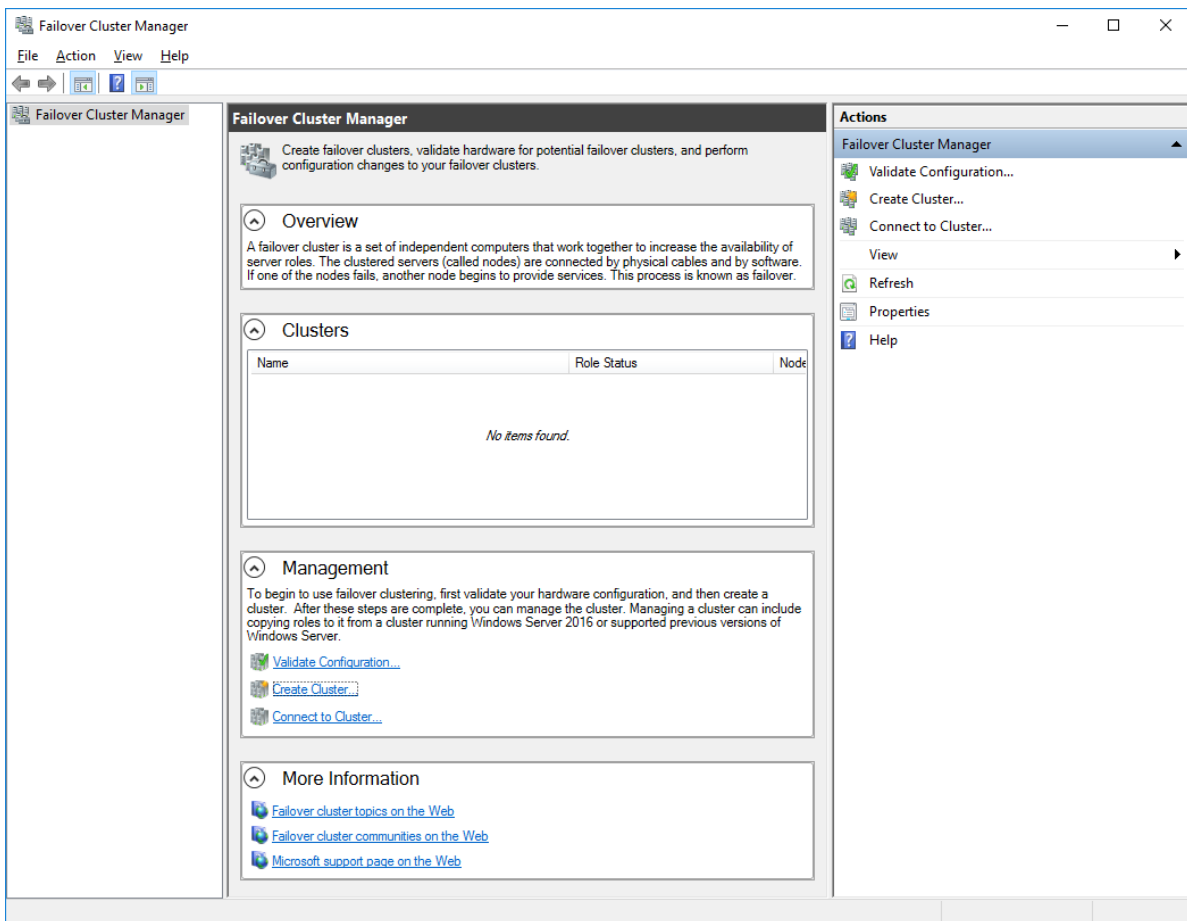 Failover Cluster Manager
File Action View Help
Failover Cluster Manager
Failover Cluster Manager
Create failover clusters, validate hardware for potential failover clusters, and perform
configuration changes to your failover clusters.
Overview
A failover cluster is a set of independent computers that work together to increase the availability of
server roles. The clustered servers (called nodes) are connected by physical cables and by software.
If one of the nodes fails, another node begins to provide services. This process is known as failover.
Clusters
Name Role Status Node
No items found.
Management
To begin to use failover clustering, first validate your hardware configuration, and then create a
cluster. After these steps are complete, you can manage the cluster. Managing a cluster can include
copying roles to it from a cluster running Windows Server 2016 or supported previous versions of
Windows Server.
Validate Configuration...
Create Cluster...
Connect to Cluster...
More Information
Failover cluster topics on the Web
Failover cluster communities on the Web
Microsoft support page on the Web
Actions
Failover Cluster Manager
Validate Configuration...
Create Cluster...
Connect to Cluster...
View
Refresh
Properties
Help